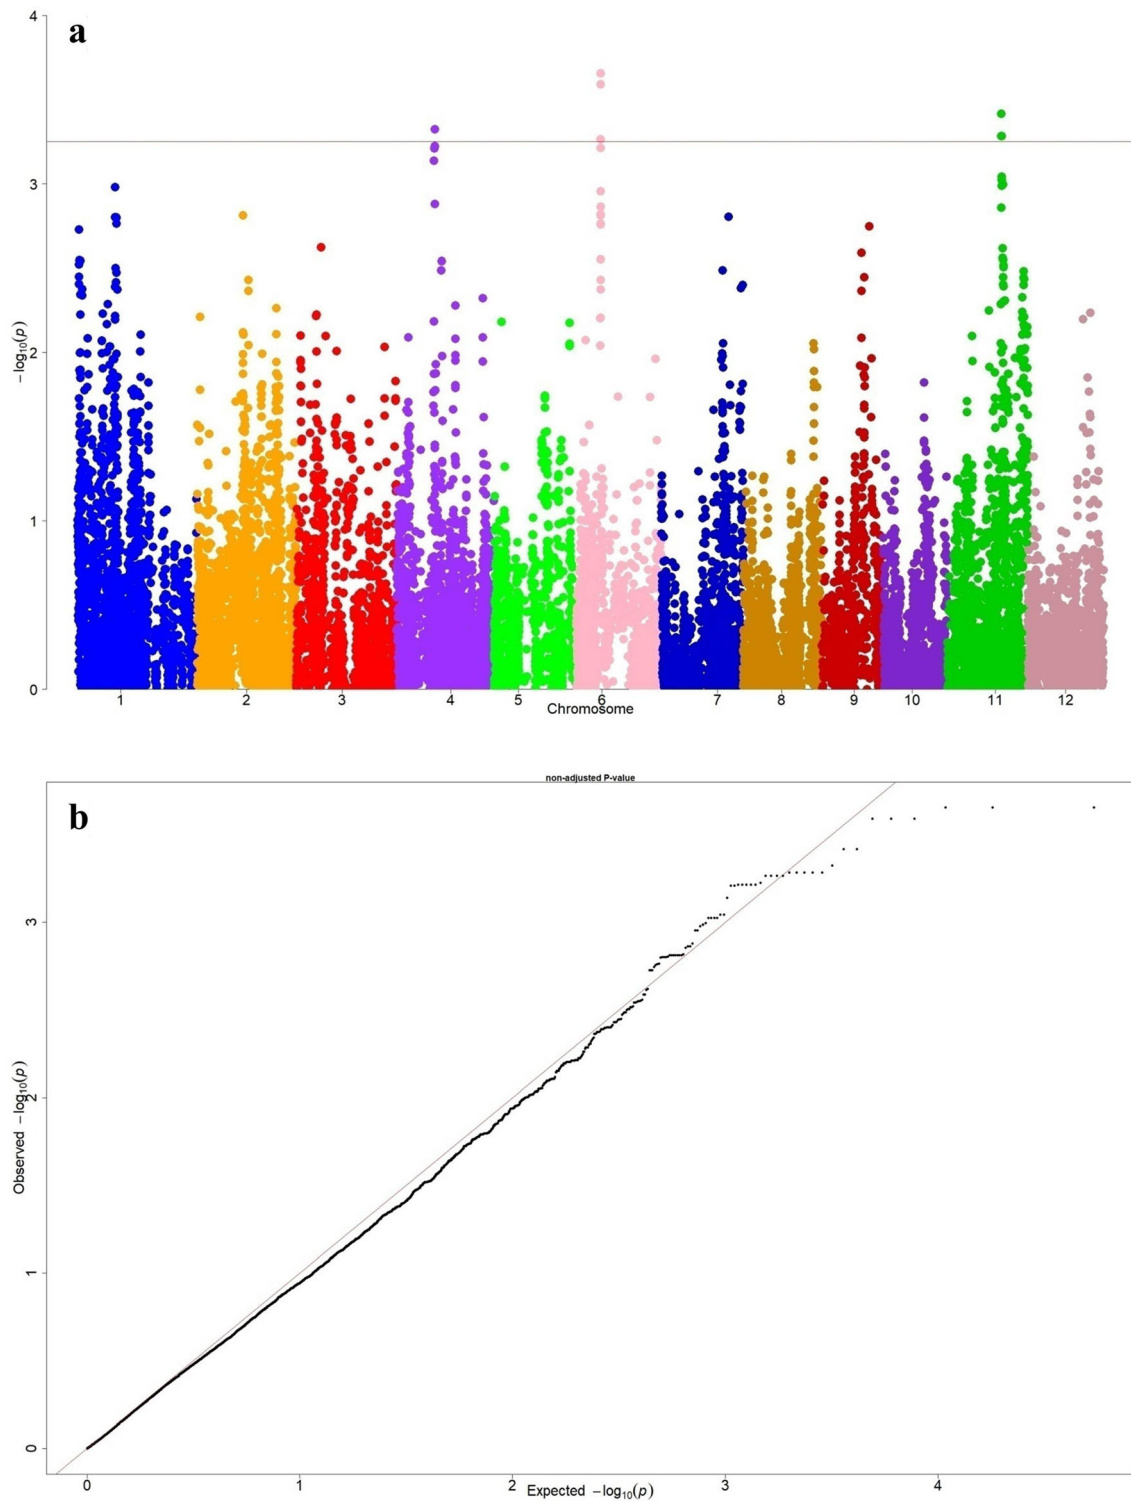 a
4
3
2
1
0
−log10(p)
1 2 3 4 5 6 7 8 9 10 11 12
Chromosome
non-adjusted P-value
b
3
2
1
0
Observed −log10(p)
0 1 2 3 4
Expected −log10(p)